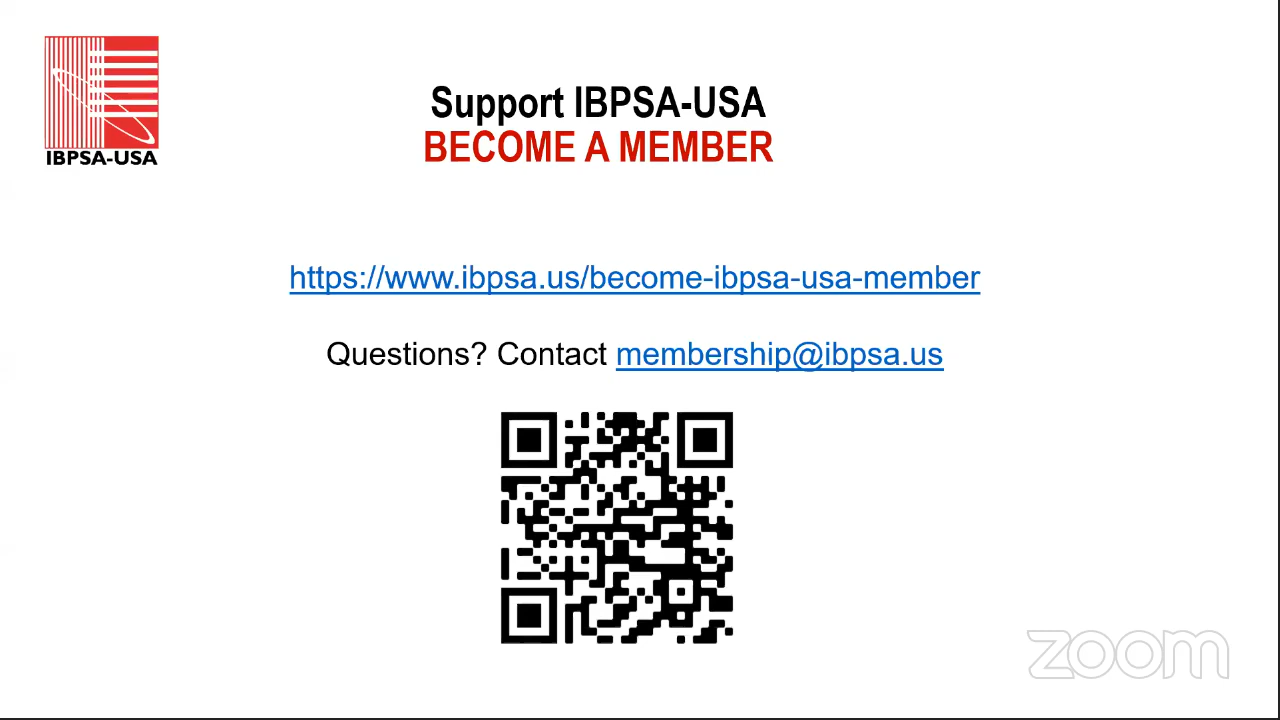 IBPSA-USA
Support IBPSA-USA
BECOME A MEMBER
https://www.ibpsa.us/become-ibpsa-usa-member
Questions? Contact membership@ibpsa.us
zoom